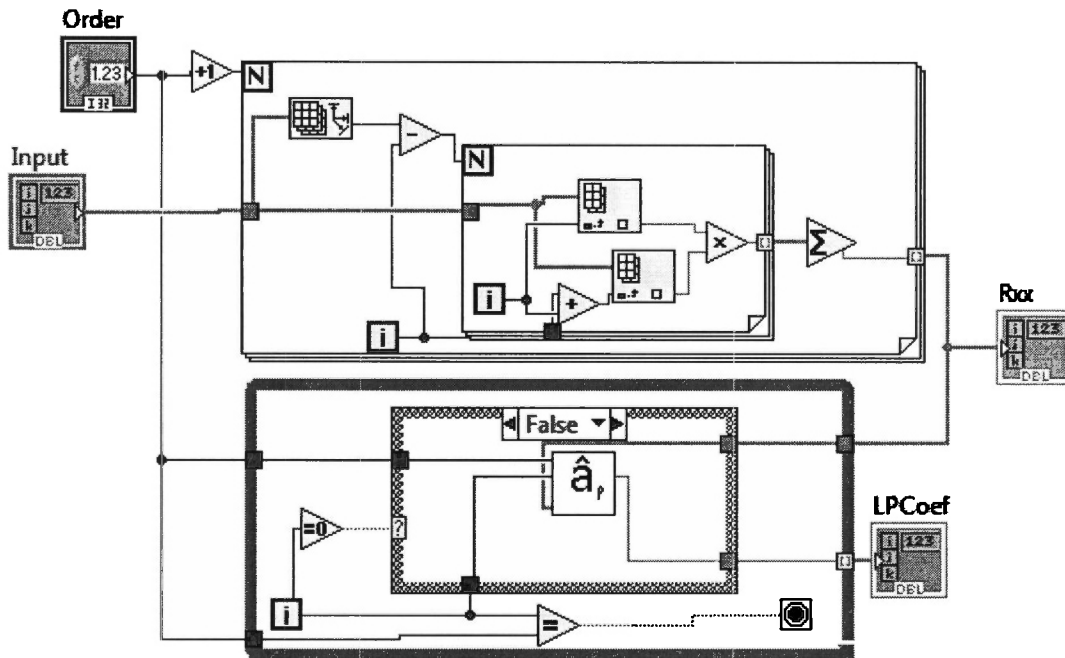 Order
1.23
I32
+1
N
Input
i
j
k
123
DBL
-
N
i
+
x
Σ
i
Rxx
i
i
k
123
DBL
False
â p
=0
?
i
=
LPCoef
i
i
k
123
DBL